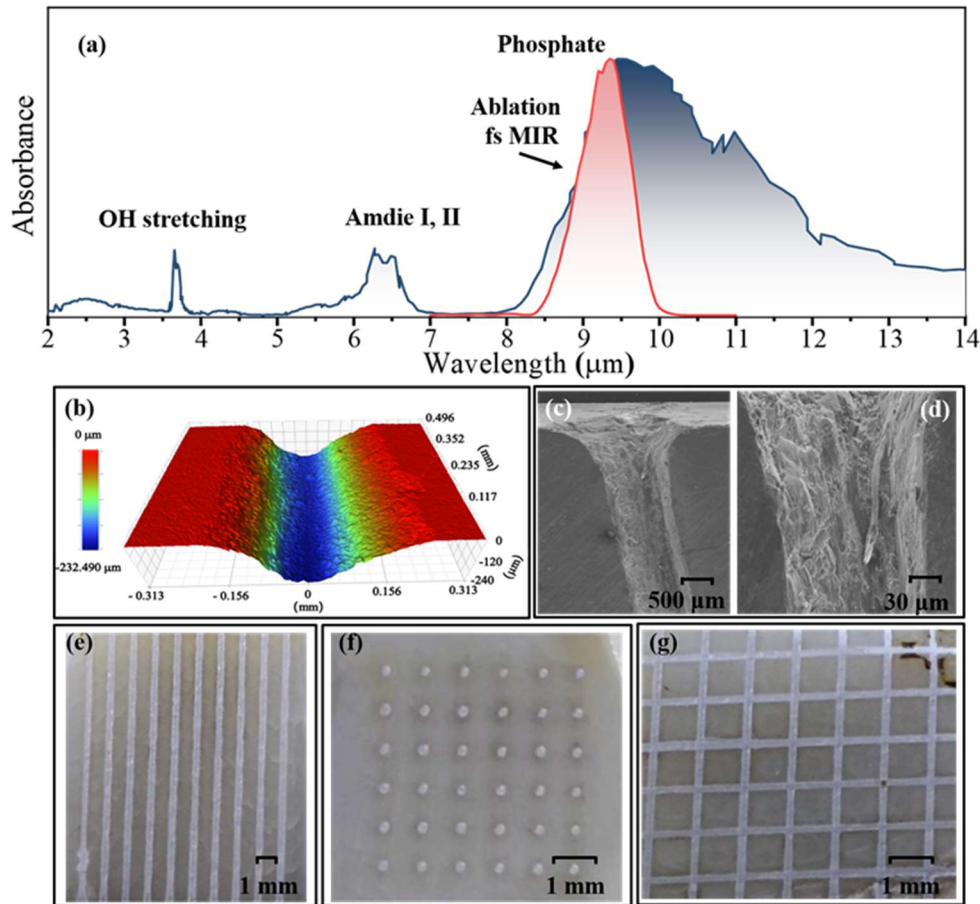 (a)
Phosphate
Ablation
fs MIR
OH stretching
Amdie I, II
Absorbance
2 3 4 5 6 7 8 9 10 11 12 13 14
Wavelength (μm)
(b)
0 μm
-232.490 μm
0.496
0.352
0.235
0.117
0
(mm)
-120
-240
(μm)
-0.313 -0.156 0 0.156 0.313
(mm)
(c)
500 μm
(d)
30 μm
(e)
1 mm
(f)
1 mm
(g)
1 mm